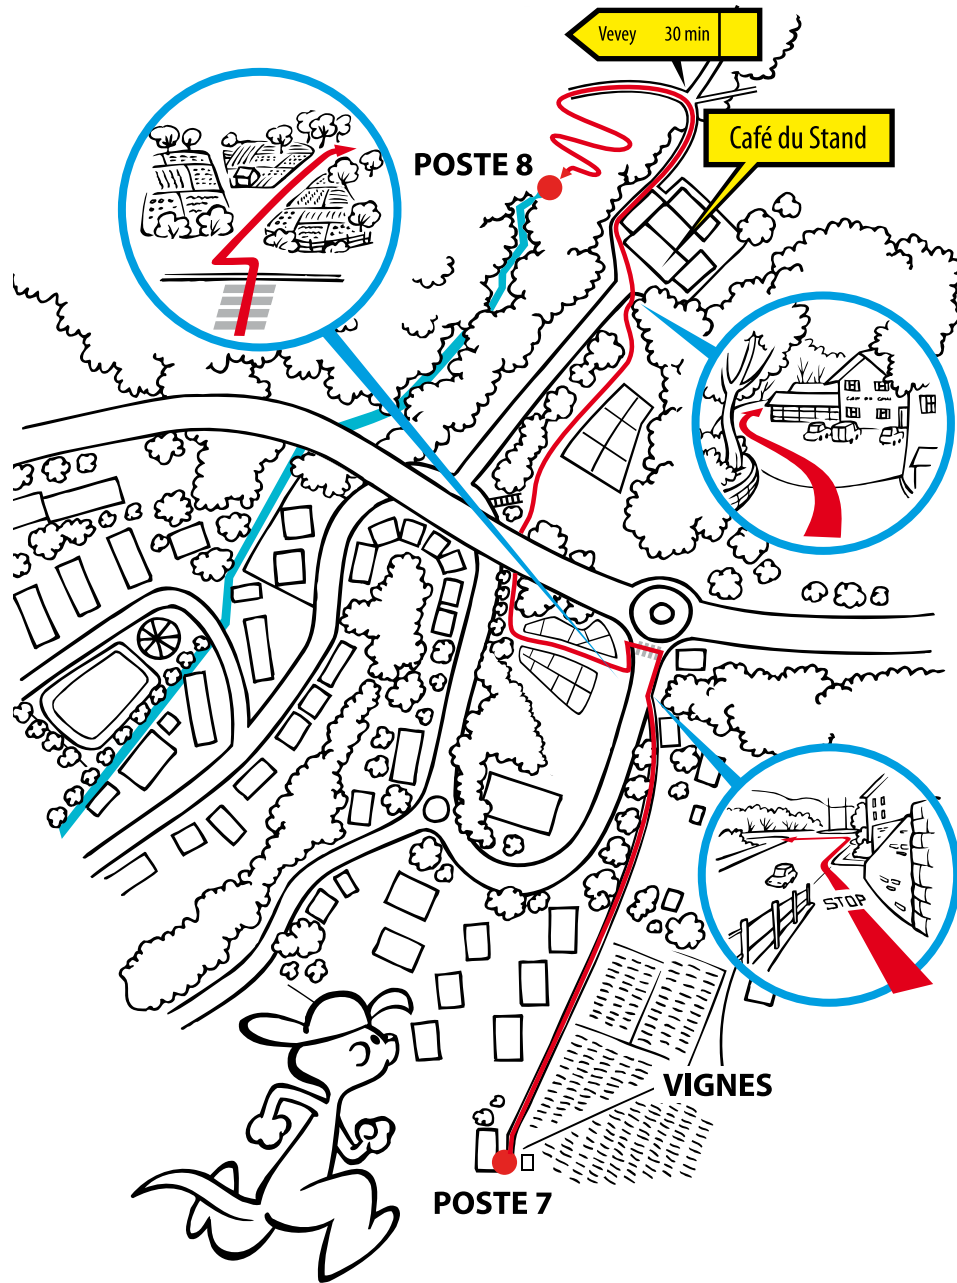 Vevey 30 min
Café du Stand
POSTE 8
STOP
VIGNES
POSTE 7